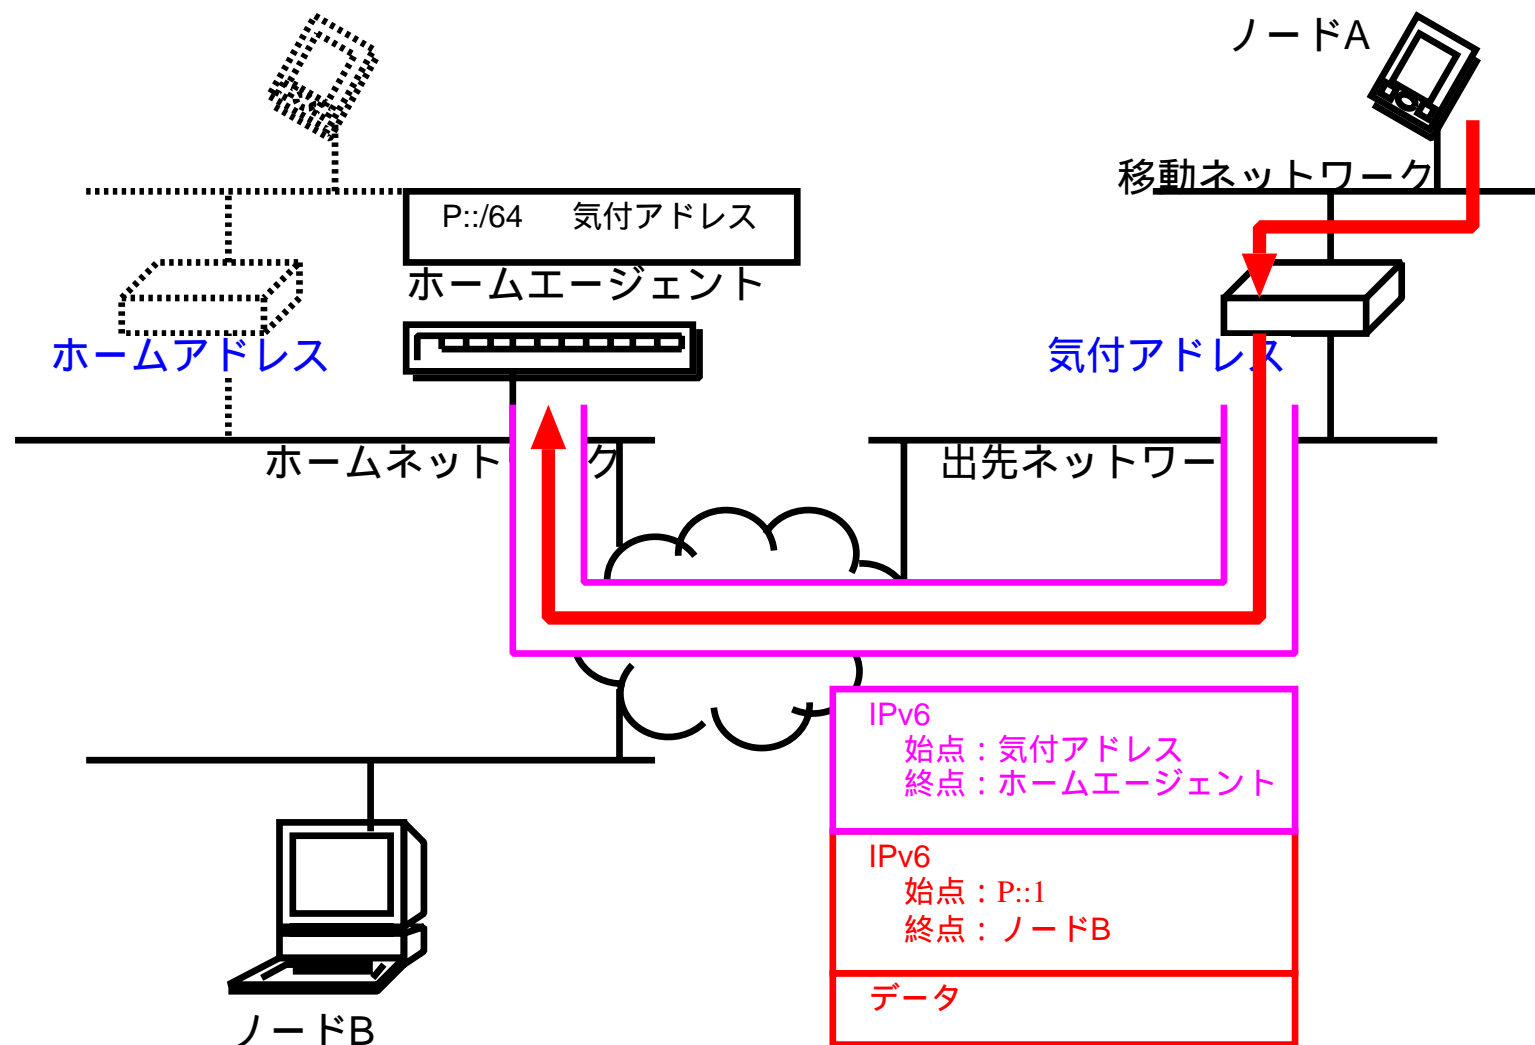 ノードA
移動ネットワーク
P::/64 気付アドレス
ホームエージェント
ホームアドレス
気付アドレス
ホームネット ク
出先ネットワー
IPv6
始点：気付アドレス
終点：ホームエージェント
IPv6
始点：P::1
終点：ノードB
データ
ノードB